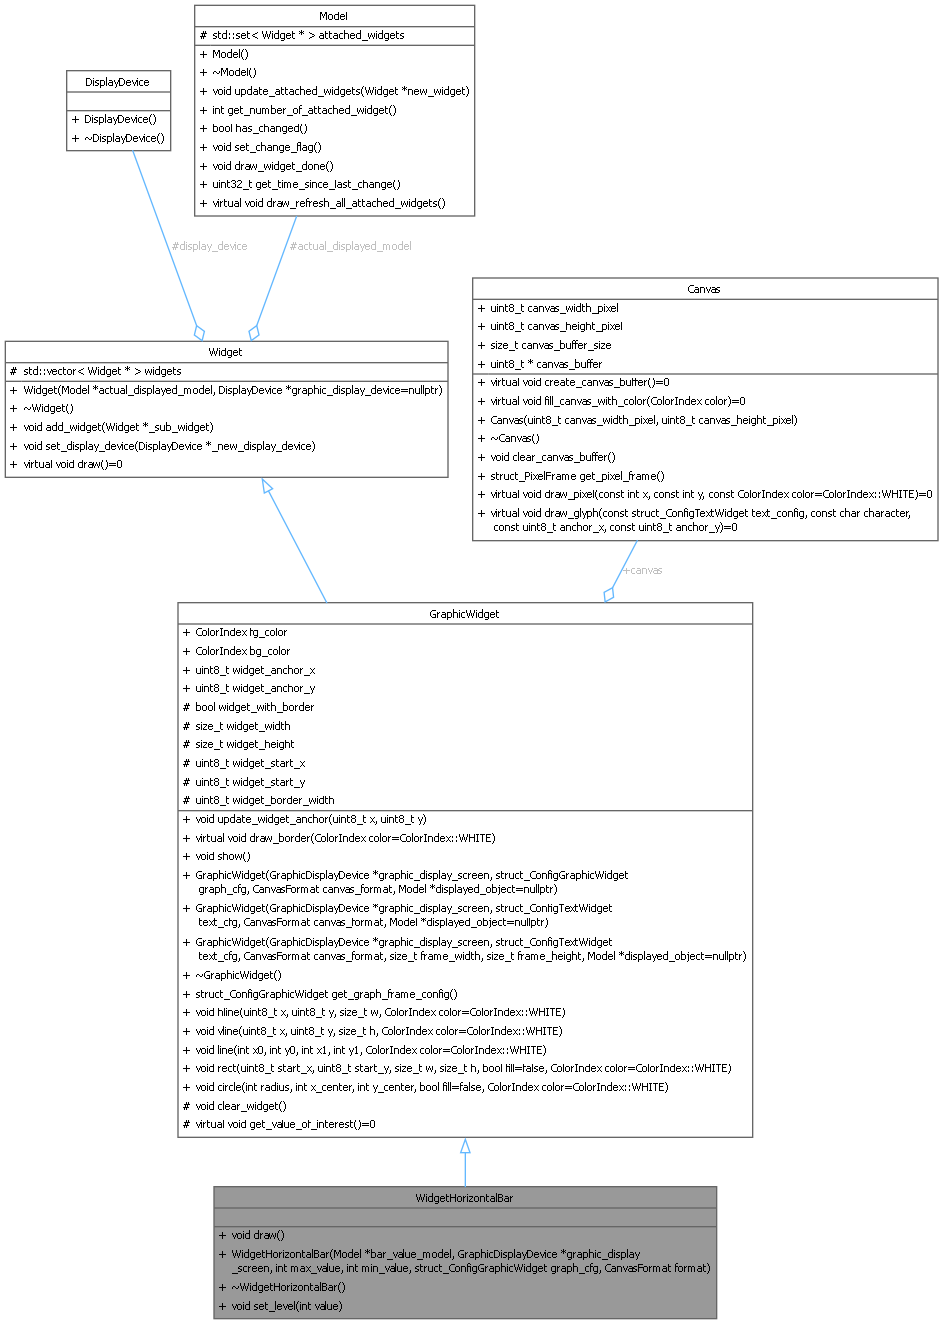 Model
# std::set< Widget * > attached_widgets
+ Model()
+ ~Model()
+ void update_attached_widgets(Widget *new_widget)
+ int get_number_of_attached_widget()
+ bool has_changed()
+ void set_change_flag()
+ void draw_widget_done()
+ uint32_t get_time_since_last_change()
+ virtual void draw_refresh_all_attached_widgets()
DisplayDevice
+ DisplayDevice()
+ ~DisplayDevice()
#display_device
#actual_displayed_model
Canvas
+ uint8_t canvas_width_pixel
+ uint8_t canvas_height_pixel
+ size_t canvas_buffer_size
+ uint8_t * canvas_buffer
+ virtual void create_canvas_buffer()=0
+ virtual void fill_canvas_with_color(ColorIndex color)=0
+ Canvas(uint8_t canvas_width_pixel, uint8_t canvas_height_pixel)
+ ~Canvas()
+ void clear_canvas_buffer()
+ struct_PixelFrame get_pixel_frame()
+ virtual void draw_pixel(const int x, const int y, const ColorIndex color=ColorIndex::WHITE)=0
+ virtual void draw_glyph(const struct_ConfigTextWidget text_config, const char character,
const uint8_t anchor_x, const uint8_t anchor_y)=0
Widget
# std::vector< Widget * > widgets
+ Widget(Model *actual_displayed_model, DisplayDevice *graphic_display_device=nullptr)
+ ~Widget()
+ void add_widget(Widget *_sub_widget)
+ void set_display_device(DisplayDevice *_new_display_device)
+ virtual void draw()=0
+canvas
GraphicWidget
+ ColorIndex fg_color
+ ColorIndex bg_color
+ uint8_t widget_anchor_x
+ uint8_t widget_anchor_y
# bool widget_with_border
# size_t widget_width
# size_t widget_height
# uint8_t widget_start_x
# uint8_t widget_start_y
# uint8_t widget_border_width
+ void update_widget_anchor(uint8_t x, uint8_t y)
+ virtual void draw_border(ColorIndex color=ColorIndex::WHITE)
+ void show()
+ GraphicWidget(GraphicDisplayDevice *graphic_display_screen, struct_ConfigGraphicWidget
graph_cfg, CanvasFormat canvas_format, Model *displayed_object=nullptr)
+ GraphicWidget(GraphicDisplayDevice *graphic_display_screen, struct_ConfigTextWidget
text_cfg, CanvasFormat canvas_format, Model *displayed_object=nullptr)
+ GraphicWidget(GraphicDisplayDevice *graphic_display_screen, struct_ConfigTextWidget
text_cfg, CanvasFormat canvas_format, size_t frame_width, size_t frame_height, Model *displayed_object=nullptr)
+ ~GraphicWidget()
+ struct_ConfigGraphicWidget get_graph_frame_config()
+ void hline(uint8_t x, uint8_t y, size_t w, ColorIndex color=ColorIndex::WHITE)
+ void vline(uint8_t x, uint8_t y, size_t h, ColorIndex color=ColorIndex::WHITE)
+ void line(int x0, int y0, int x1, int y1, ColorIndex color=ColorIndex::WHITE)
+ void rect(uint8_t start_x, uint8_t start_y, size_t w, size_t h, bool fill=false, ColorIndex color=ColorIndex::WHITE)
+ void circle(int radius, int x_center, int y_center, bool fill=false, ColorIndex color=ColorIndex::WHITE)
# void clear_widget()
# virtual void get_value_of_interest()=0
WidgetHorizontalBar
+ void draw()
+ WidgetHorizontalBar(Model *bar_value_model, GraphicDisplayDevice *graphic_display
_screen, int max_value, int min_value, struct_ConfigGraphicWidget graph_cfg, CanvasFormat format)
+ ~WidgetHorizontalBar()
+ void set_level(int value)